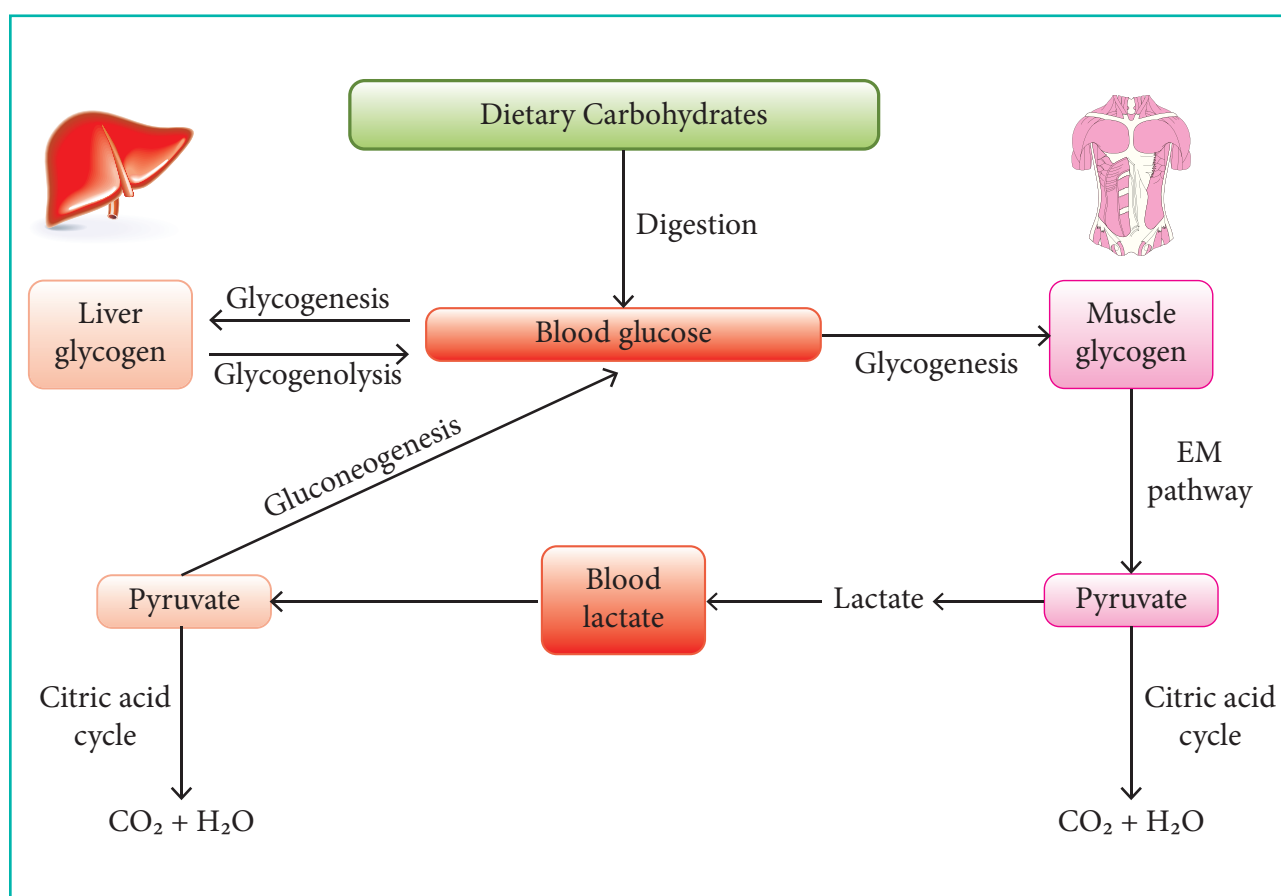 Dietary Carbohydrates
Digestion
Liver
glycogen
Glycogenesis
Glycogenolysis
Blood glucose
Glycogenesis
Muscle
glycogen
Gluconeogenesis
EM
pathway
Pyruvate
Blood
lactate
Lactate
Pyruvate
Citric acid
cycle
Citric acid
cycle
CO₂ + H₂O
CO₂ + H₂O